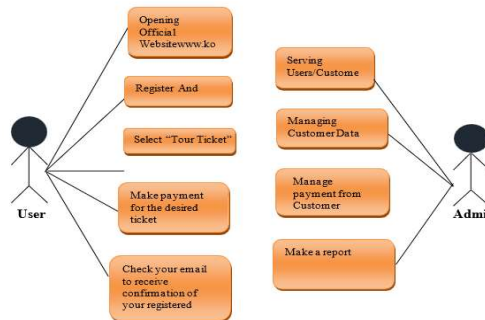 Opening
Official
Websitewww.ko
Register And
Select “Tour Ticket”
Make payment
for the desired
ticket
Check your email
to receive
confirmation of
your registered
User
Serving
Users/Custome
Managing
Customer Data
Manage
payment from
Customer
Make a report
Admi